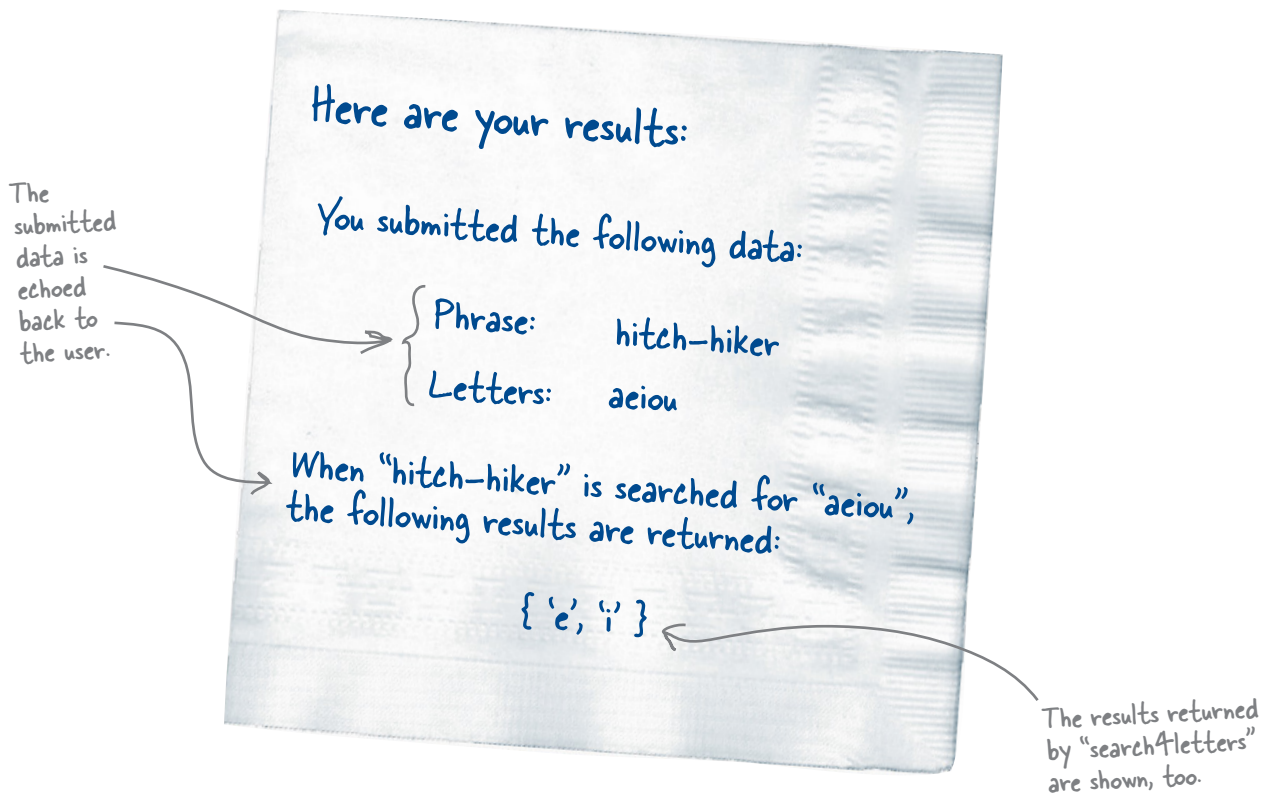 Here are your results:
You submitted the following data:
Phrase: hitch-hiker
Letters: aeiou
When “hitch-hiker” is searched for “aeiou”,
the following results are returned:
{ ‘e’, ‘i’ }
The
submitted
data is
echoed
back to
the user.
The results returned
by “search4letters”
are shown, too.